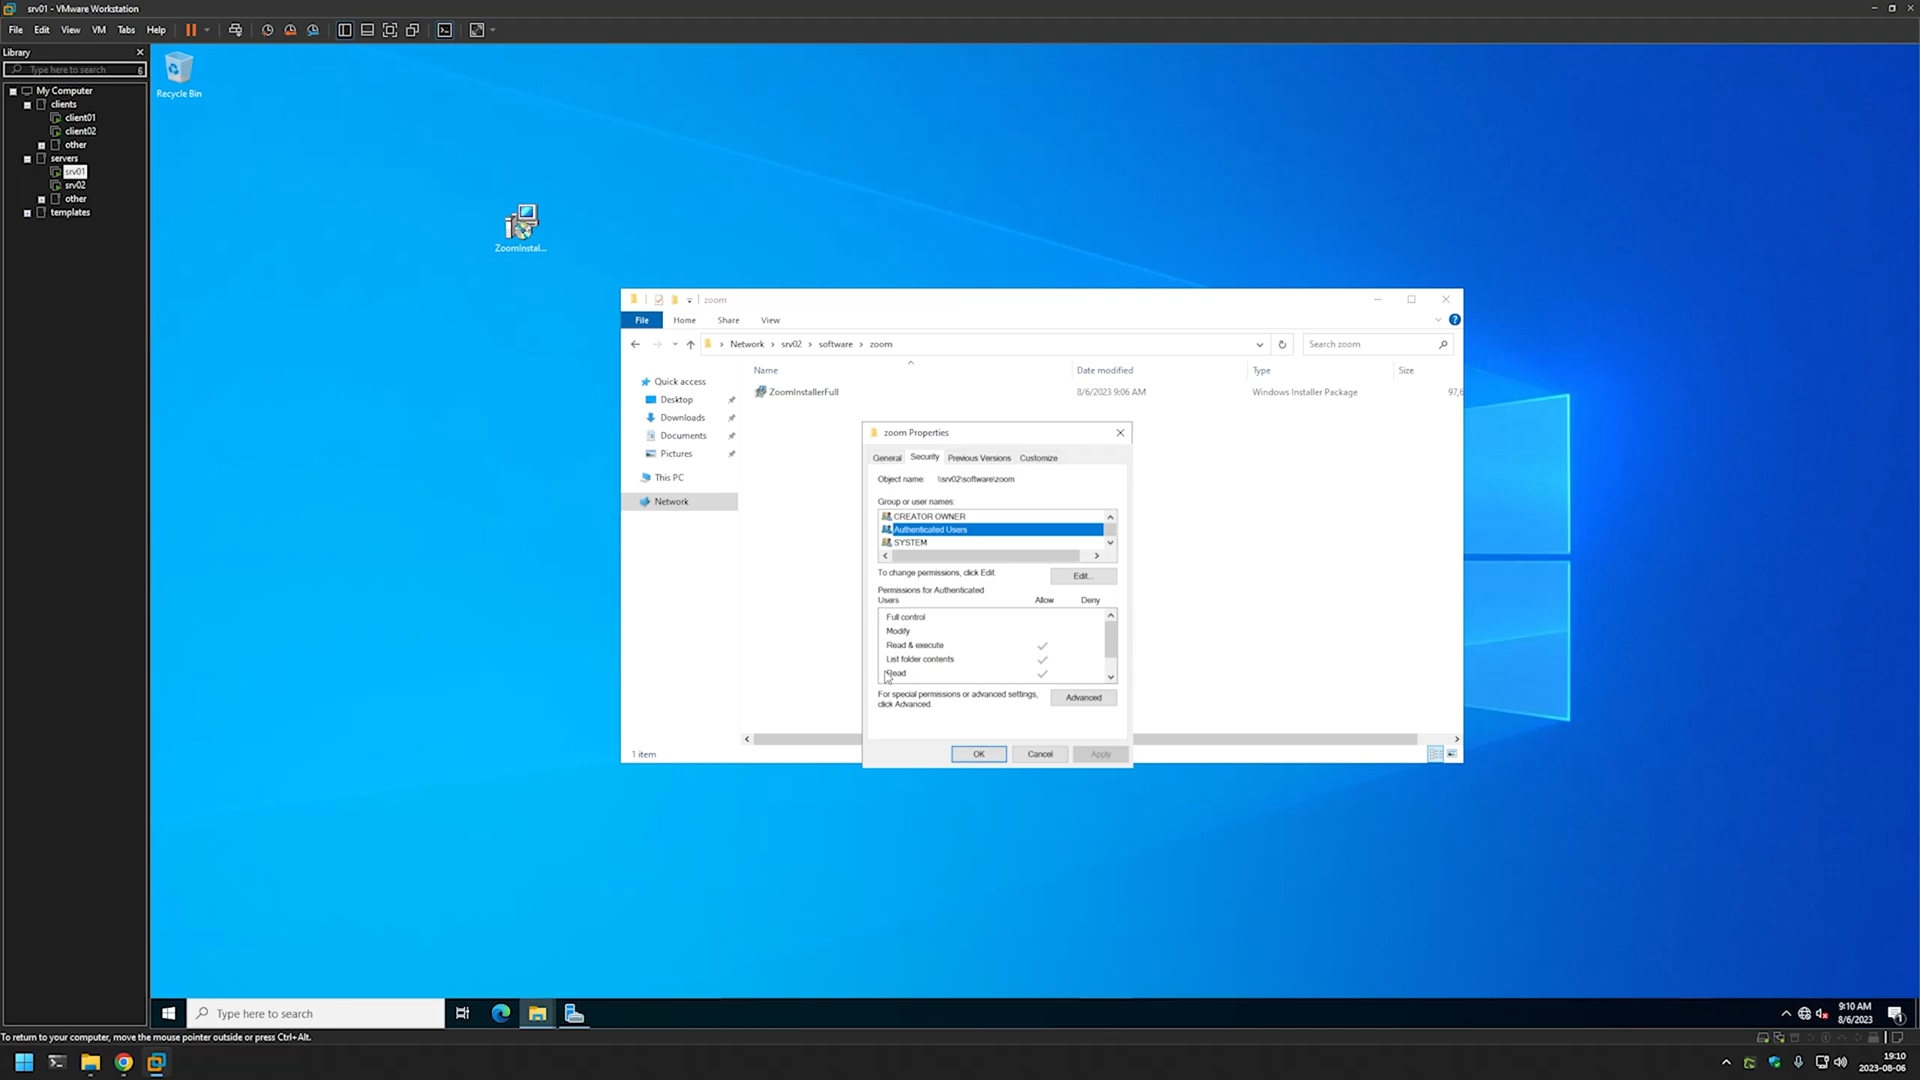 srv01 - VMware Workstation
File Edit View VM Tabs Help
Library
Type here to search
My Computer
clients
client01
client02
other
servers
srv01
srv02
other
templates
Recycle Bin
ZoomInstal...
zoom
File Home Share View
Network srv02 software zoom
Search zoom
Name Date modified Type Size
ZoomInstallerFull 8/6/2023 9:06 AM Windows Installer Package 97,6
Quick access
Desktop
Downloads
Documents
Pictures
This PC
Network
1 item
zoom Properties
General Security Previous Versions Customize
Object name: \\srv02\software\zoom
Group or user names:
CREATOR OWNER
Authenticated Users
SYSTEM
To change permissions, click Edit.
Edit...
Permissions for Authenticated
Users Allow Deny
Full control
Modify
Read & execute
List folder contents
Read
For special permissions or advanced settings,
click Advanced.
Advanced
OK Cancel Apply
Type here to search
9:10 AM
8/6/2023
To return to your computer, move the mouse pointer outside or press Ctrl+Alt.
19:10
2023-08-06